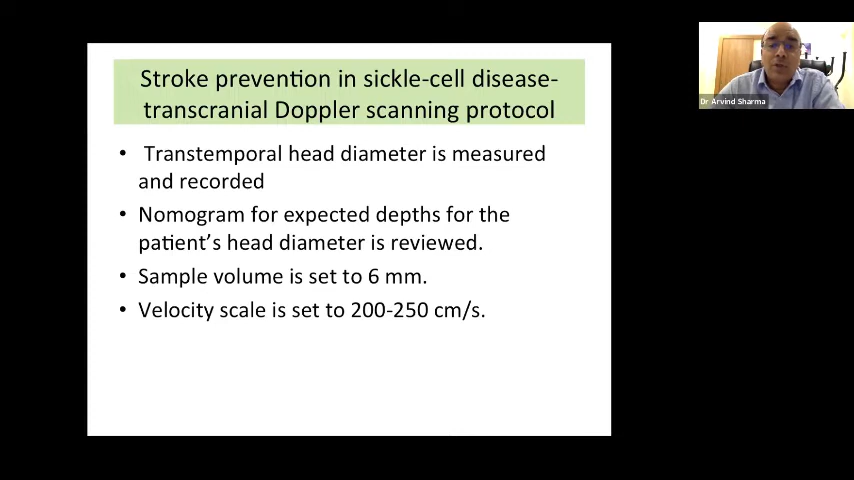 Stroke prevention in sickle-cell disease-
transcranial Doppler scanning protocol
• Transtemporal head diameter is measured
and recorded
• Nomogram for expected depths for the
patient's head diameter is reviewed.
• Sample volume is set to 6 mm.
• Velocity scale is set to 200-250 cm/s.
Dr Arvind Sharma